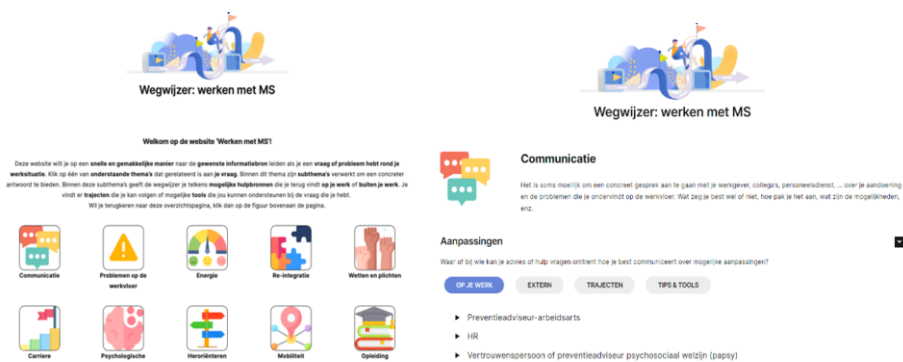 Wegwijzer: werken met MS
Welkom op de website 'Werken met MS'!
Deze website wilt je op een snelle en gemakkelijke manier naar de gewenste informatiebron leiden als je een vraag of probleem hebt rond je
werksituatie. Klik op één van onderstaande thema's dat gerelateerd is aan je vraag. Binnen dit thema zijn subthema's verwerkt om een concreter
antwoord te bieden. Binnen deze subthema's geeft de wegwijzer je telkens mogelijke hulpbronnen die je terug vindt op je werk of buiten je werk. Je
vindt er trajecten die je kan volgen of mogelijke tools die jou kunnen ondersteunen bij de vraag die je hebt.
Wil je terugkeren naar deze overzichtspagina, klik dan op de figuur bovenaan de pagina.
Communicatie
Problemen op de
werkvloer
Energie
Re-integratie
Wetten en plichten
Carriere
Psychologische
Heroriënteren
Mobiliteit
Opleiding
Wegwijzer: werken met MS
Communicatie
Het is soms moeilijk om een concreet gesprek aan te gaan met je werkgever, collega's, personeelsdienst, ... over je aandoening
en de problemen die je ondervindt op de werkvloer. Wat zeg je best wel of niet, hoe pak je het aan, wat zijn de mogelijkheden,
enz.
Aanpassingen
Waar of bij wie kan je advies of hulp vragen omtrent hoe je best communiceert over mogelijke aanpassingen?
OP JE WERK
EXTERN
TRAJECTEN
TIPS & TOOLS
Preventieadviseur-arbeidsarts
HR
Vertrouwenspersoon of preventieadviseur psychosociaal welzijn (papsy)